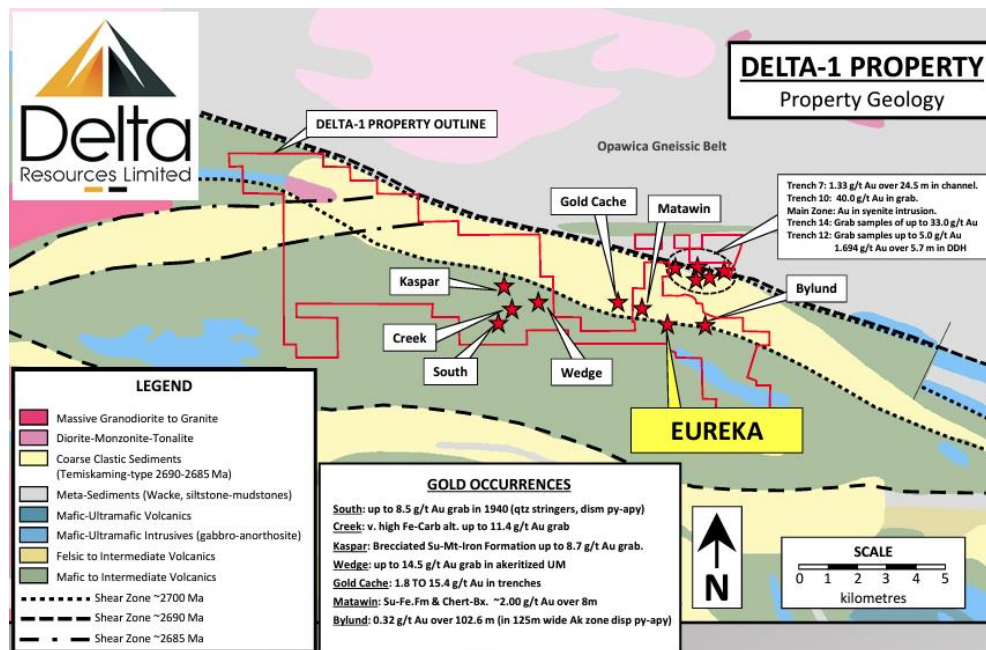 Delta
Resources Limited
DELTA-1 PROPERTY
Property Geology
DELTA-1 PROPERTY OUTLINE
Opawica Gneissic Belt
Trench 7: 1.33 g/t Au over 24.5 m in channel.
Trench 10: 40.0 g/t Au in grab.
Main Zone: Au in syenite intrusion.
Trench 14: Grab samples of up to 33.0 g/t Au
Trench 12: Grab samples up to 5.0 g/t Au
1.694 g/t Au over 5.7 m in DDH
Gold Cache
Matawin
Kaspar
Bylund
Creek
South
Wedge
EUREKA
LEGEND
Massive Granodiorite to Granite
Diorite-Monzonite-Tonalite
Coarse Clastic Sediments
(Temiskaming-type 2690-2685 Ma)
Meta-Sediments (Wacke, siltstone-mudstones)
Mafic-Ultramafic Volcanics
Mafic-Ultramafic Intrusives (gabbro-anorthosite)
Felsic to Intermediate Volcanics
Mafic to Intermediate Volcanics
Shear Zone ~2700 Ma
Shear Zone ~2690 Ma
Shear Zone ~2685 Ma
GOLD OCCURRENCES
South: up to 8.5 g/t Au grab in 1940 (qtz stringers, dism py-apy)
Creek: v. high Fe-Carb alt. up to 11.4 g/t Au grab
Kaspar: Brecciated Su-Mt-Iron Formation up to 8.7 g/t Au grab.
Wedge: up to 14.5 g/t Au grab in akeritized UM
Gold Cache: 1.8 TO 15.4 g/t Au in trenches
Matawin: Su-Fe.Fm & Chert-Bx. ~2.00 g/t Au over 8m
Bylund: 0.32 g/t Au over 102.6 m (in 125m wide Ak zone disp py-apy)
N
SCALE
0 1 2 3 4 5
kilometres